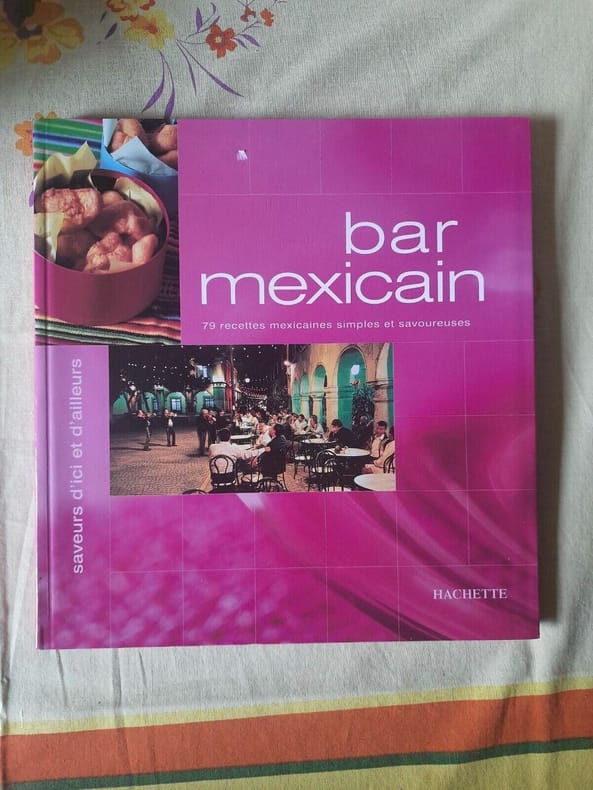 bar
mexicain
79 recettes mexicaines simples et savoureuses
saveurs d'ici et d'ailleurs
HACHETTE